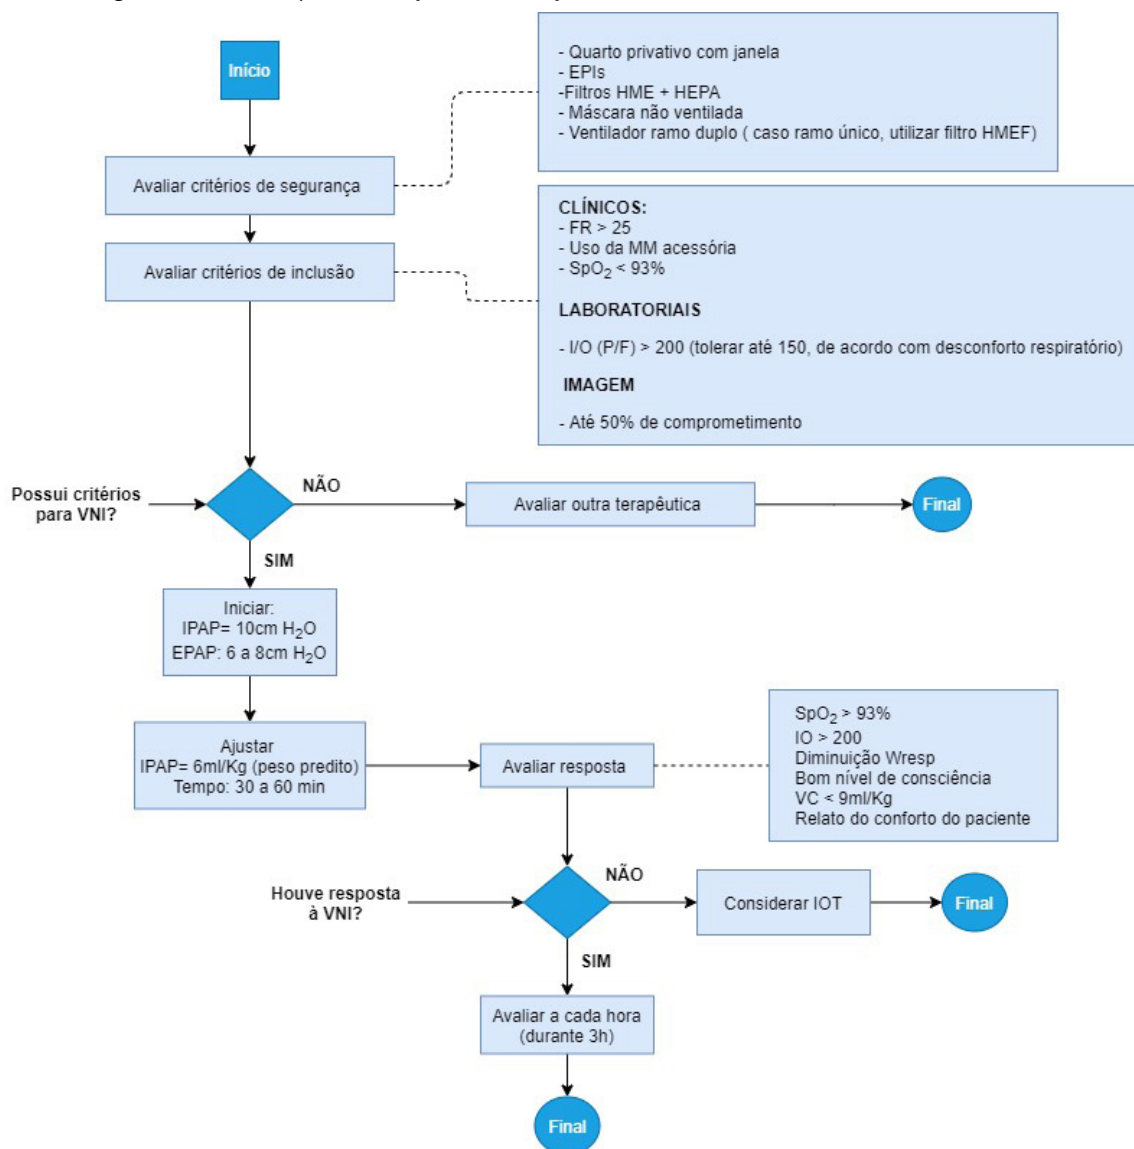 Início
- Quarto privativo com janela
- EPIs
-Filtros HME + HEPA
- Máscara não ventilada
- Ventilador ramo duplo ( caso ramo único, utilizar filtro HMEF)
Avaliar critérios de segurança
Avaliar critérios de inclusão
CLÍNICOS:
- FR > 25
- Uso da MM acessória
- SpO₂ < 93%
LABORATORIAIS
- I/O (P/F) > 200 (tolerar até 150, de acordo com desconforto respiratório)
IMAGEM
- Até 50% de comprometimento
Possui critérios
para VNI?
NÃO
Avaliar outra terapêutica
Final
SIM
Iniciar:
IPAP= 10cm H₂O
EPAP: 6 a 8cm H₂O
Ajustar
IPAP= 6ml/Kg (peso predito)
Tempo: 30 a 60 min
Avaliar resposta
SpO₂ > 93%
IO > 200
Diminuição Wresp
Bom nível de consciência
VC < 9ml/Kg
Relato do conforto do paciente
Houve resposta
à VNI?
NÃO
Considerar IOT
Final
SIM
Avaliar a cada hora
(durante 3h)
Final